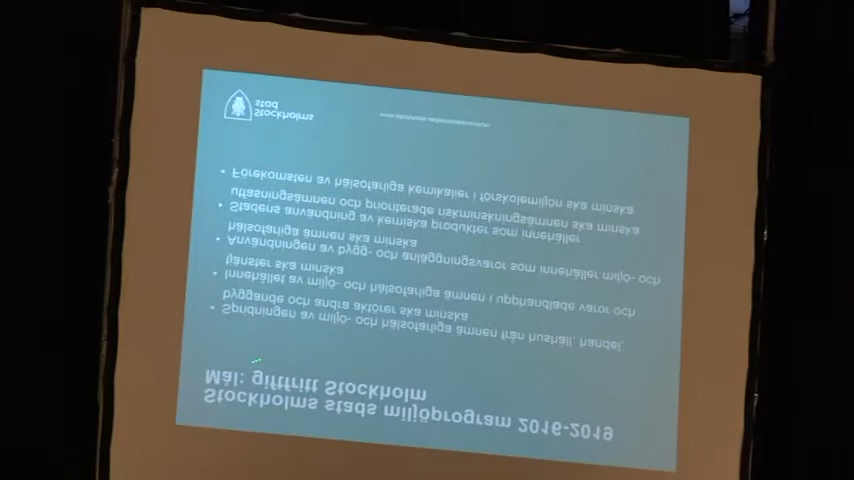 Stockholms stads miljöprogram 2016-2019
Mål: giftfritt Stockholm
• Spridningen av miljö- och hälsofarliga ämnen från hushåll, handel,
byggande och andra aktörer ska minska
• Innehållet av miljö- och hälsofarliga ämnen i upphandlade varor och
tjänster ska minska
• Användningen av bygg- och anläggningsvaror som innehåller miljö- och
hälsofarliga ämnen ska minska
• Stadens användning av kemiska produkter som innehåller
utfasningsämnen och prioriterade riskminskningsämnen ska minska
• Förekomsten av hälsofarliga kemikalier i förskolemiljön ska minska
Stockholms
stad